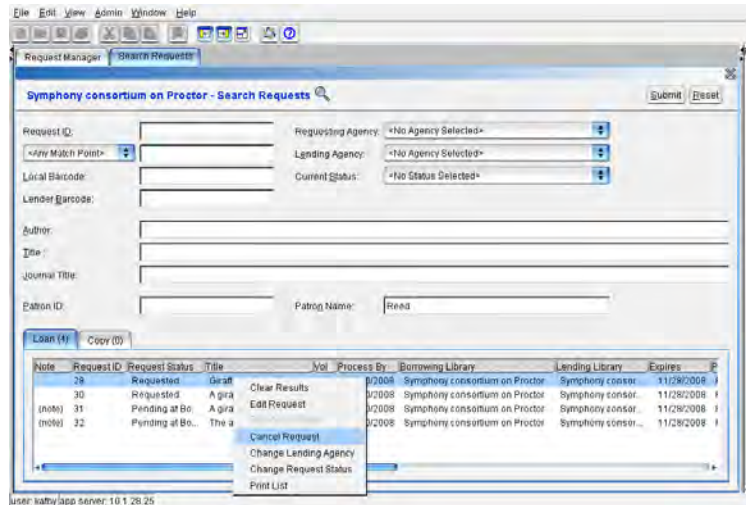 File Edit View Admin Window Help
Request Manager Search Requests
Symphony consortium on Proctor - Search Requests Submit Reset
Request ID: Requesting Agency: <No Agency Selected>
<Any Match Point> Lending Agency: <No Agency Selected>
Local Barcode: Current Status: <No Status Selected>
Lender Barcode:
Author:
Title:
Journal Title:
Patron ID: Patron Name: Reed
Loan (4) Copy (0)
Note Request ID Request Status Title Vol Process By Borrowing Library Lending Library Expires P
28 Requested Giraff /2008 Symphony consortium on Proctor Symphony consor... 11/28/2008
30 Requested A gira /2008 Symphony consortium on Proctor Symphony consor... 11/28/2008
(note) 31 Pending at Bo... A gira /2008 Symphony consortium on Proctor Symphony consor... 11/28/2008
(note) 32 Pending at Bo... The a /2008 Symphony consortium on Proctor Symphony consor... 11/28/2008
Clear Results
Edit Request
Cancel Request
Change Lending Agency
Change Request Status
Print List
user: kathy app server: 10.1.28.25